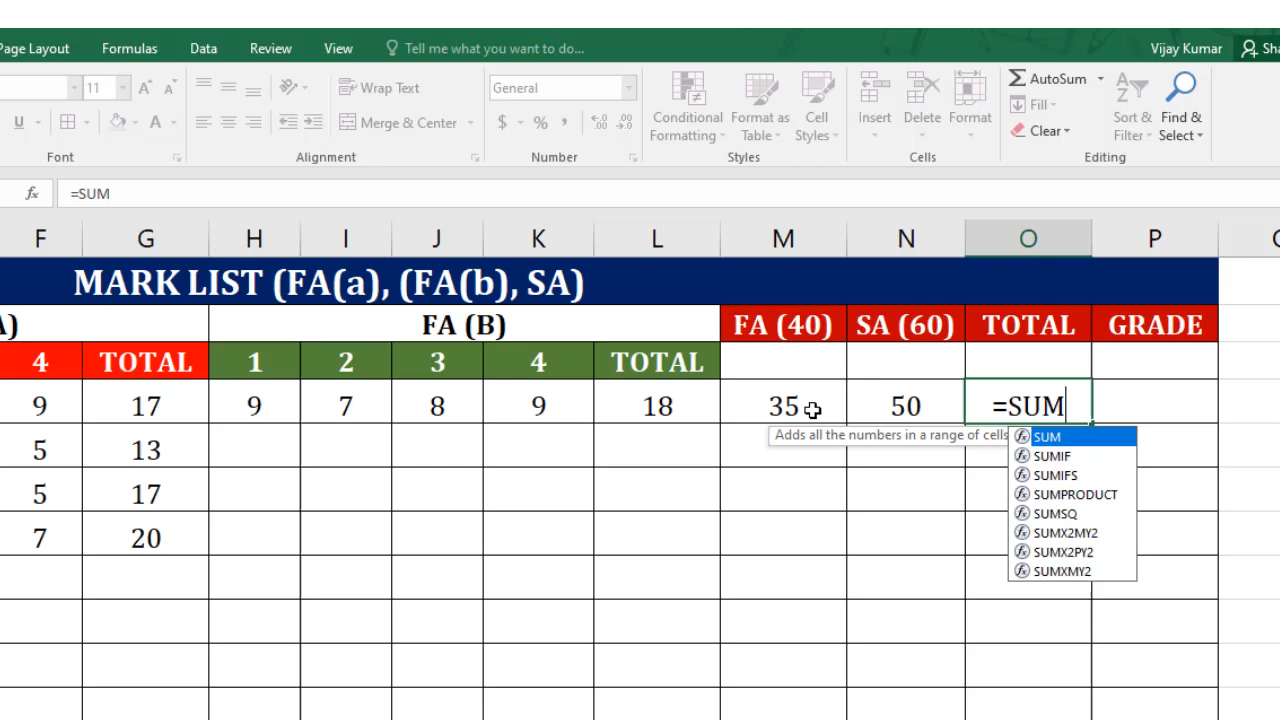 Page Layout Formulas Data Review View Tell me what you want to do... Vijay Kumar Sha
11 Wrap Text General AutoSum
U A Merge & Center $ % , Conditional Formatting Format as Table Cell Styles Insert Delete Format Fill Clear Sort & Filter Find & Select
Font Alignment Number Styles Cells Editing
fx =SUM
F G H I J K L M N O P
MARK LIST (FA(a), (FA(b), SA)
A) FA (B) FA (40) SA (60) TOTAL GRADE
4 TOTAL 1 2 3 4 TOTAL
9 17 9 7 8 9 18 35 50 =SUM
Adds all the numbers in a range of cells
5 13
5 17
7 20
SUM
SUMIF
SUMIFS
SUMPRODUCT
SUMSQ
SUMX2MY2
SUMX2PY2
SUMXMY2